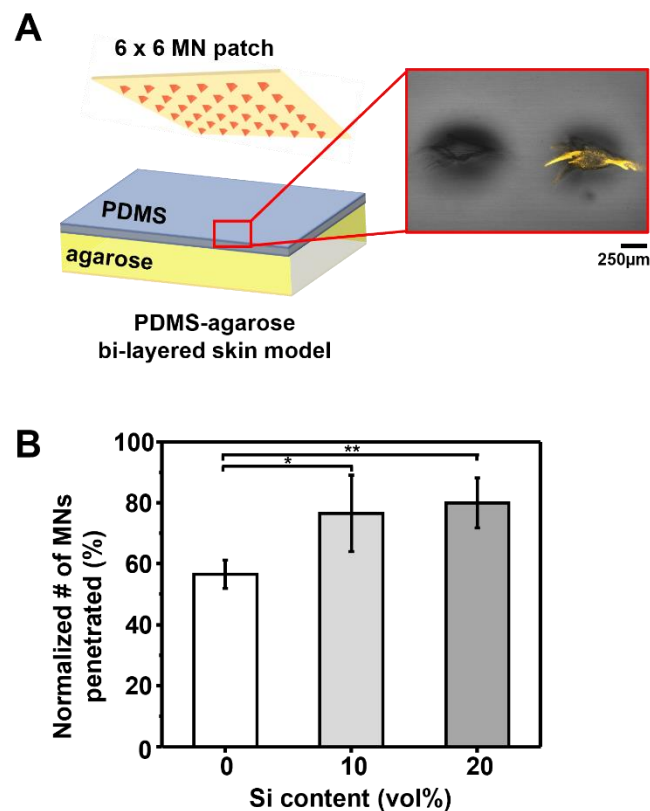 A
6 x 6 MN patch
PDMS
agarose
250µm
PDMS-agarose
bi-layered skin model
B
100
80
60
40
20
0
Normalized # of MNs
penetrated (%)
*
**
0
10
20
Si content (vol%)